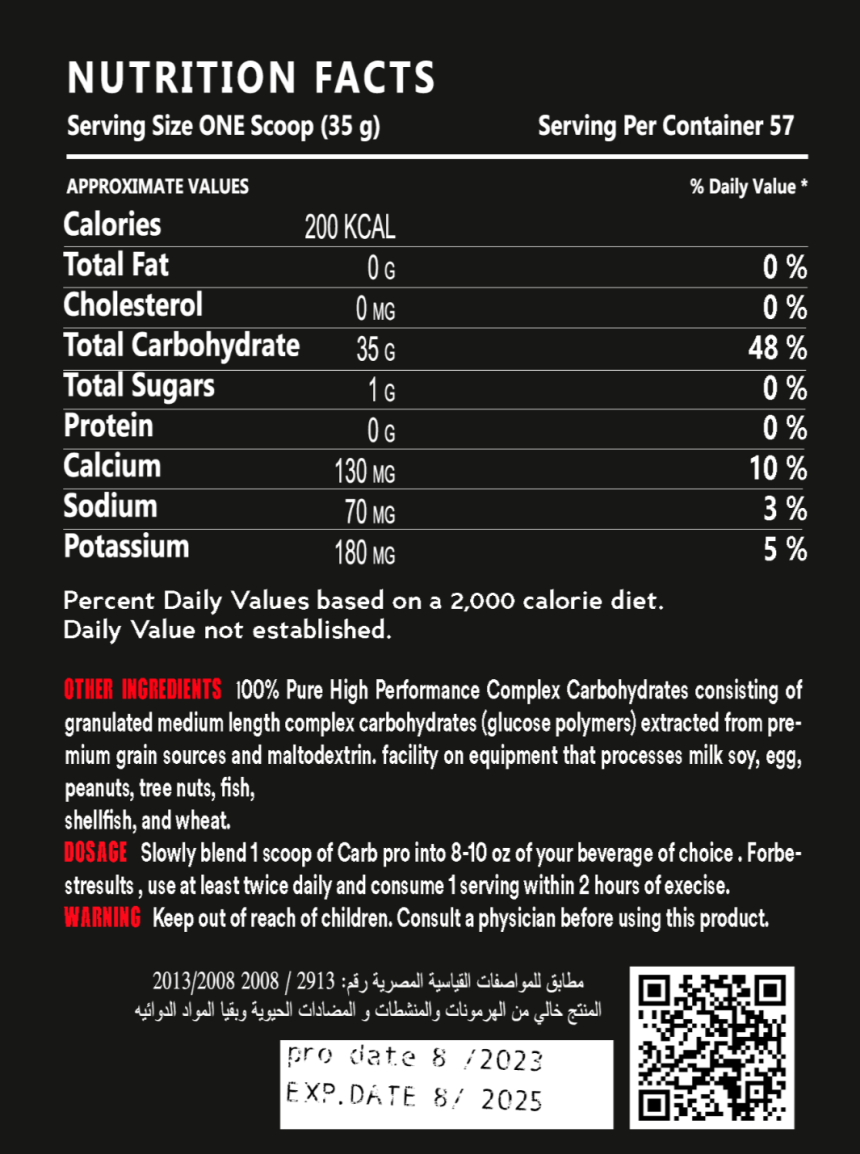 NUTRITION FACTS
Serving Size ONE Scoop (35 g) Serving Per Container 57
APPROXIMATE VALUES % Daily Value *
Calories 200 KCAL
Total Fat 0 G 0 %
Cholesterol 0 MG 0 %
Total Carbohydrate 35 G 48 %
Total Sugars 1 G 0 %
Protein 0 G 0 %
Calcium 130 MG 10 %
Sodium 70 MG 3 %
Potassium 180 MG 5 %
Percent Daily Values based on a 2,000 calorie diet.
Daily Value not established.
OTHER INGREDIENTS 100% Pure High Performance Complex Carbohydrates consisting of
granulated medium length complex carbohydrates (glucose polymers) extracted from pre-
mium grain sources and maltodextrin. facility on equipment that processes milk soy, egg,
peanuts, tree nuts, fish,
shellfish, and wheat.
DOSAGE Slowly blend 1 scoop of Carb pro into 8-10 oz of your beverage of choice . Forbe-
stresults , use at least twice daily and consume 1 serving within 2 hours of execise.
WARNING Keep out of reach of children. Consult a physician before using this product.
مطابق للمواصفات القياسية المصرية رقم: 2913 / 2008 2013/2008
المنتج خالي من الهرمونات والمنشطات و المضادات الحيوية وبقيا المواد الدوائيه
pro date 8 /2023
EXP.DATE 8/ 2025